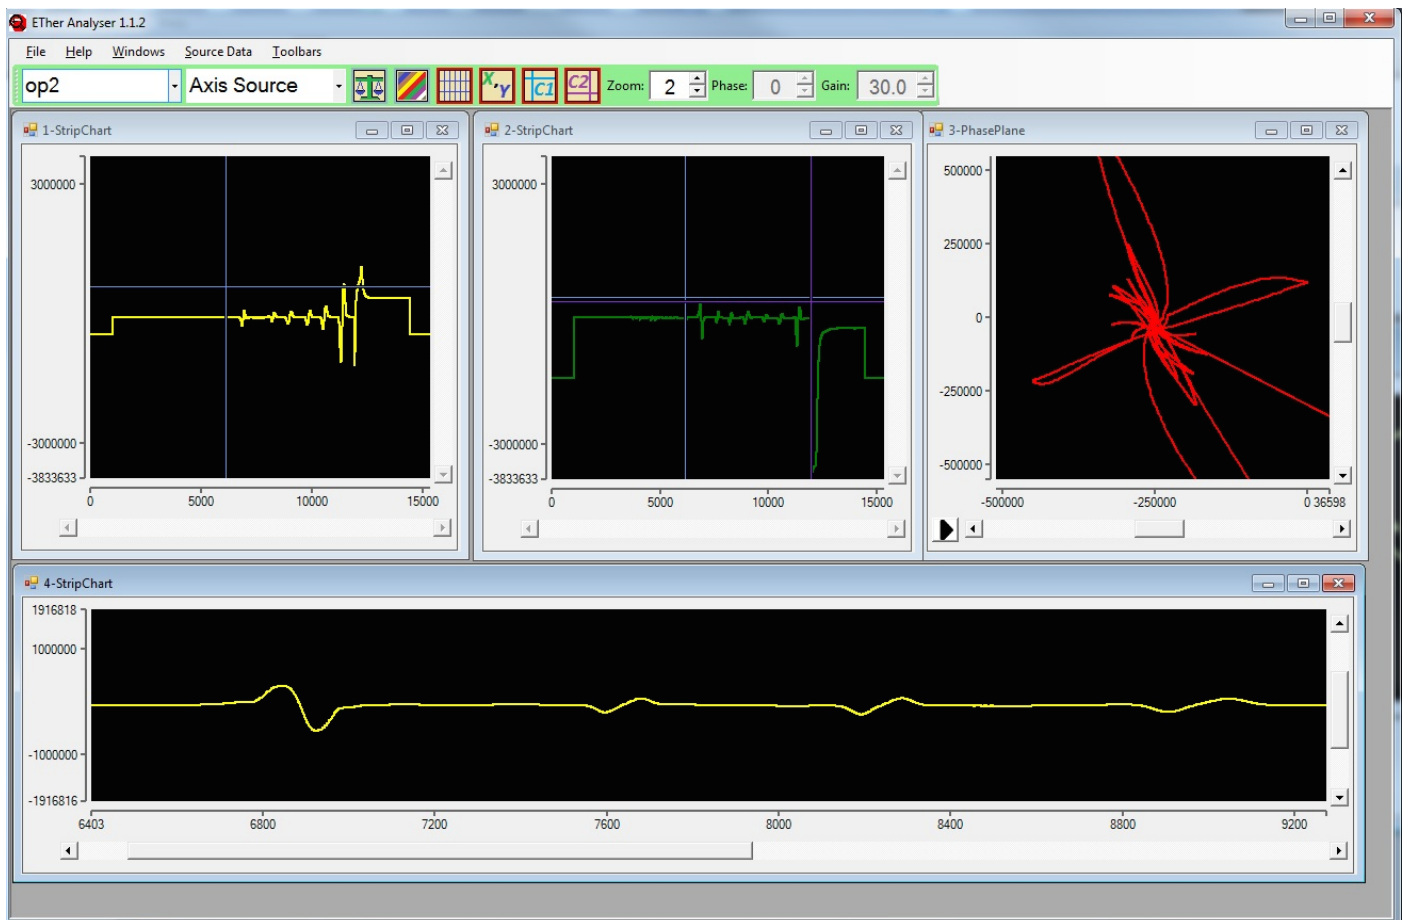 ETher Analyser 1.1.2
File Help Windows Source Data Toolbars
op2 Axis Source X,Y C1 C2 Zoom: 2 Phase: 0 Gain: 30.0
1-StripChart
3000000
-3000000
-3833633
0 5000 10000 15000
2-StripChart
3000000
-3000000
-3833633
0 5000 10000 15000
3-PhasePlane
500000
250000
0
-250000
-500000
-500000 -250000 0 36598
4-StripChart
1916818
1000000
-1000000
-1916816
6403 6800 7200 7600 8000 8400 8800 9200